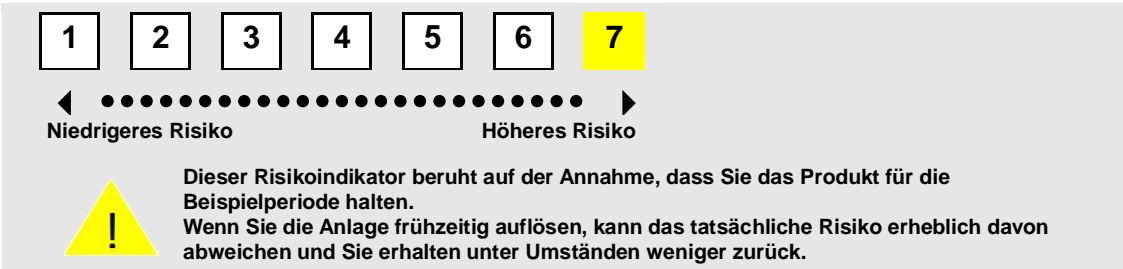 1 2 3 4 5 6 7
Niedrigeres Risiko Höheres Risiko
! Dieser Risikoindikator beruht auf der Annahme, dass Sie das Produkt für die
Beispielperiode halten.
Wenn Sie die Anlage frühzeitig auflösen, kann das tatsächliche Risiko erheblich davon
abweichen und Sie erhalten unter Umständen weniger zurück.